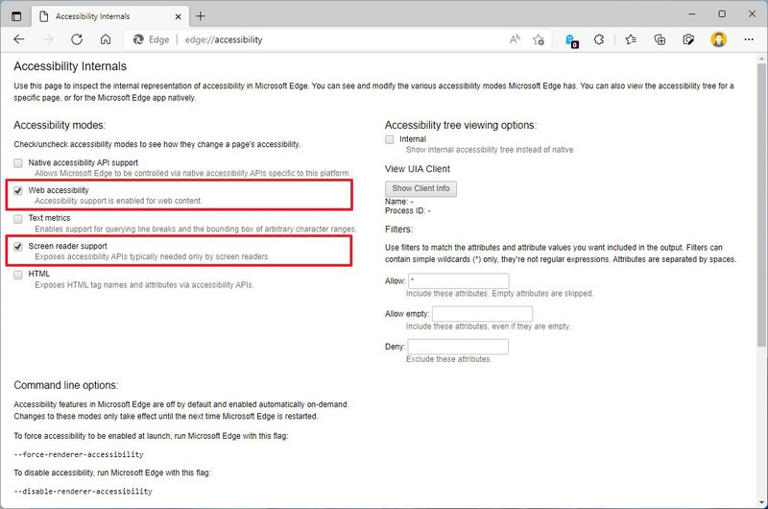 Accessibility Internals
Edge | edge://accessibility
0
Accessibility Internals
Use this page to inspect the internal representation of accessibility in Microsoft Edge. You can see and modify the various accessibility modes Microsoft Edge has. You can also view the accessibility tree for a
specific page, or for the Microsoft Edge app natively.
Accessibility modes:
Check/uncheck accessibility modes to see how they change a page's accessibility.
Native accessibility API support
Allows Microsoft Edge to be controlled via native accessibility APIs specific to this platform.
Web accessibility
Accessibility support is enabled for web content.
Text metrics
Enables support for querying line breaks and the bounding box of arbitrary character ranges.
Screen reader support
Exposes accessibility APIs typically needed only by screen readers.
HTML
Exposes HTML tag names and attributes via accessibility APIs.
Accessibility tree viewing options:
Internal
Show internal accessibility tree instead of native
View UIA Client
Show Client Info
Name: -
Process ID: -
Filters:
Use filters to match the attributes and attribute values you want included in the output. Filters can
contain simple wildcards (*) only, they're not regular expressions. Attributes are separated by spaces.
Allow: *
Include these attributes. Empty attributes are skipped.
Allow empty:
Include these attributes, even if they are empty.
Deny:
Exclude these attributes.
Command line options:
Accessibility features in Microsoft Edge are off by default and enabled automatically on-demand.
Changes to these modes only take effect until the next time Microsoft Edge is restarted.
To force accessibility to be enabled at launch, run Microsoft Edge with this flag:
--force-renderer-accessibility
To disable accessibility, run Microsoft Edge with this flag:
--disable-renderer-accessibility